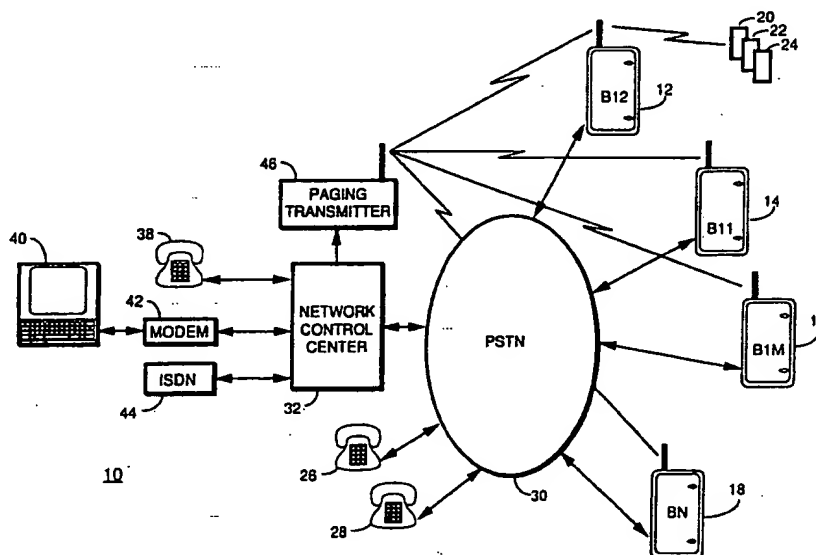 20
22
24
B12
12
46
PAGING
TRANSMITTER
B11
14
40
38
42
MODEM
NETWORK
CONTROL
CENTER
PSTN
B1M
1
ISDN
44
32
26
10
28
30
BN
18